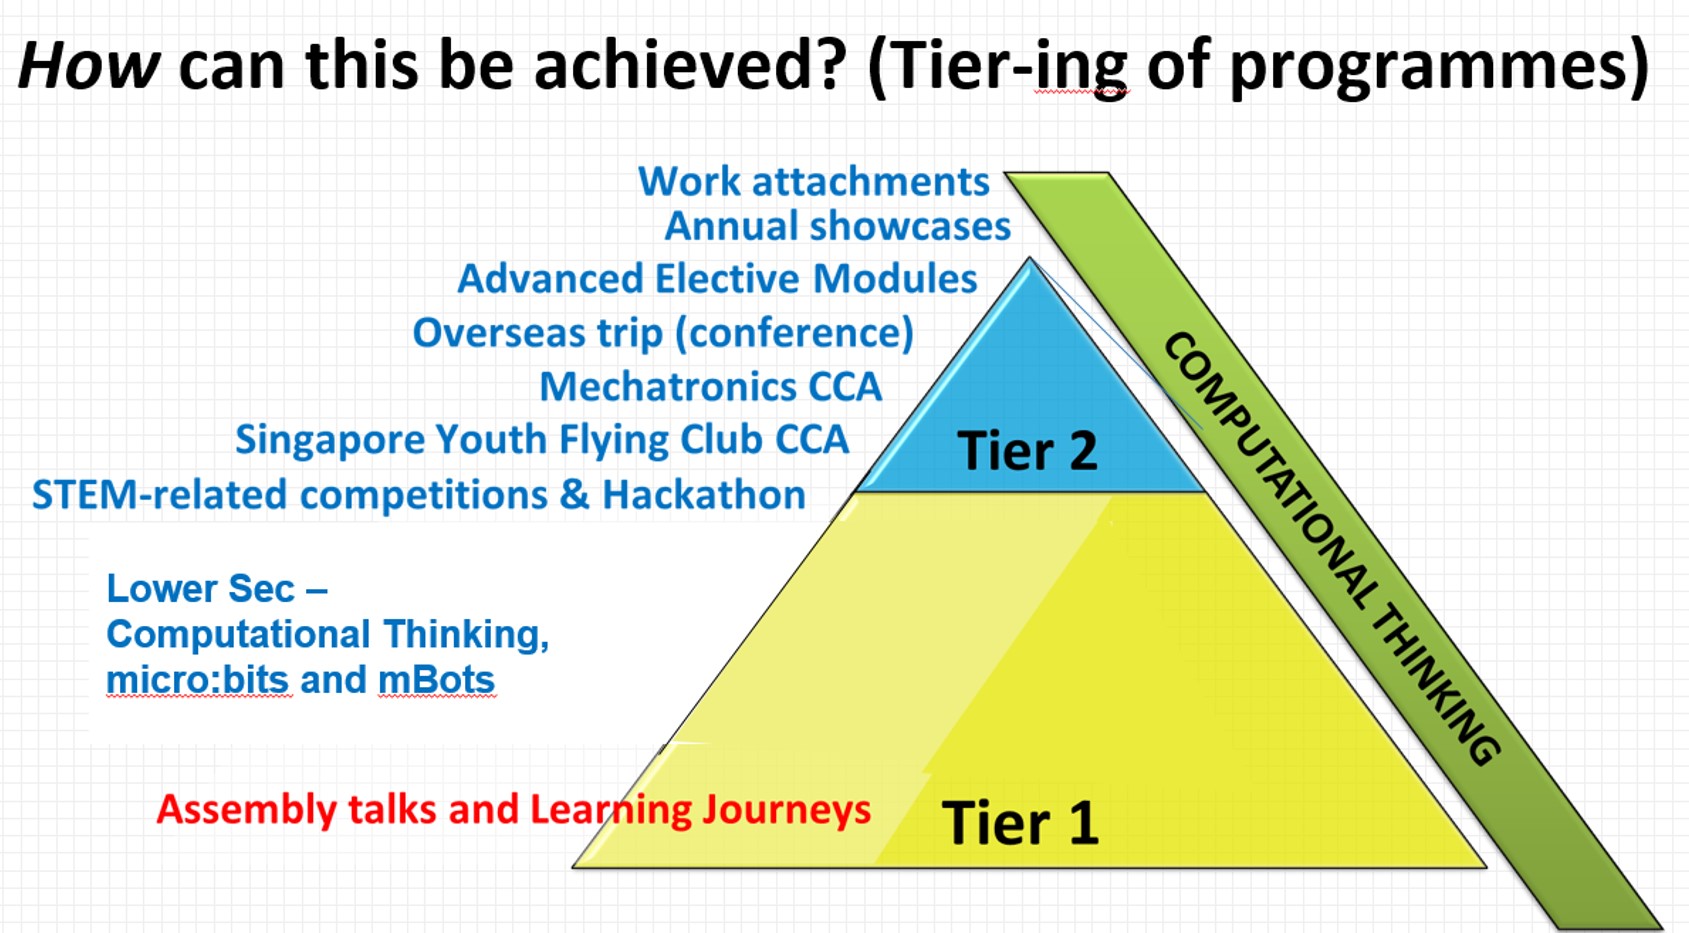 How can this be achieved? (Tier-ing of programmes)
Work attachments
Annual showcases
Advanced Elective Modules
Overseas trip (conference)
Mechatronics CCA
Singapore Youth Flying Club CCA
STEM-related competitions & Hackathon
Tier 2
COMPUTATIONAL THINKING
Lower Sec –
Computational Thinking,
micro:bits and mBots
Assembly talks and Learning Journeys
Tier 1